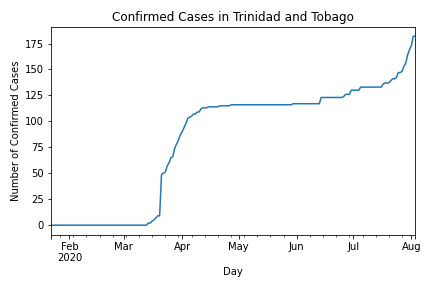 Confirmed Cases in Trinidad and Tobago
Number of Confirmed Cases
175
150
125
100
75
50
25
0
Feb Mar Apr May Jun Jul Aug
2020
Day